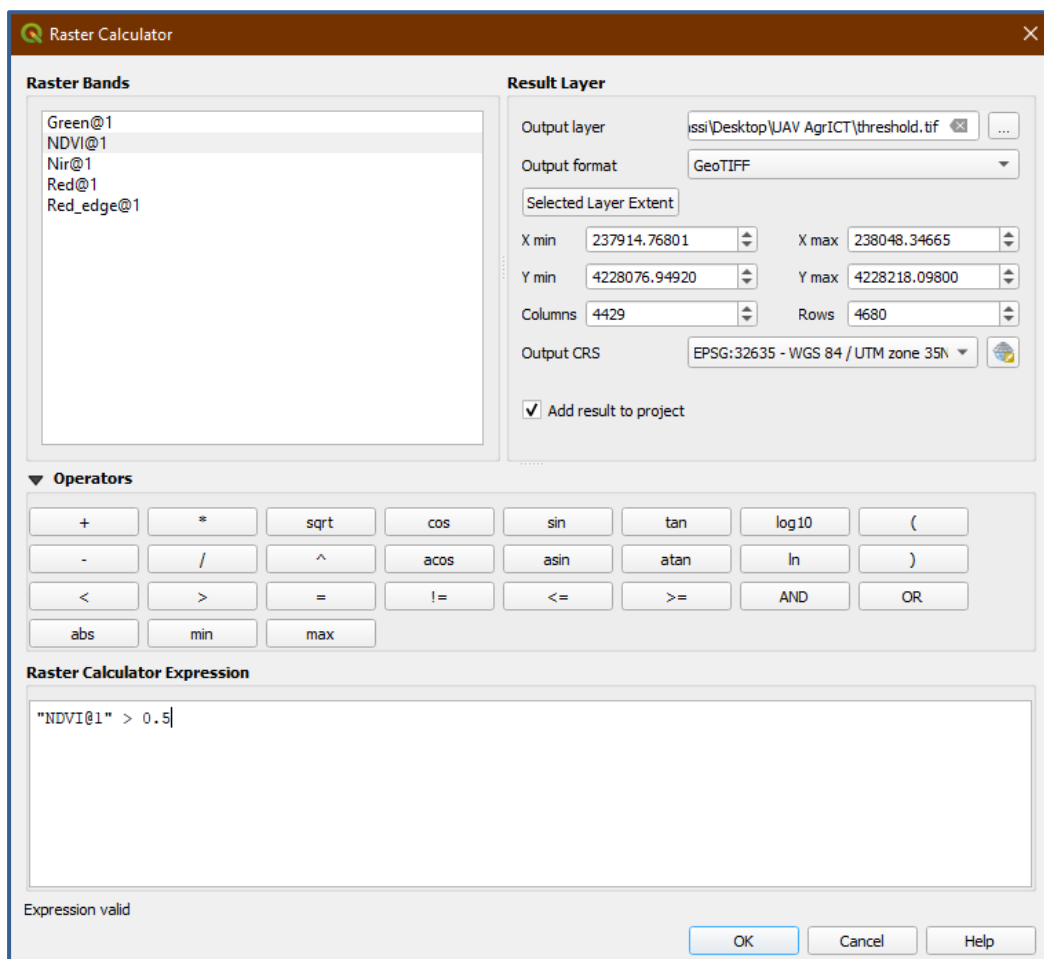 Raster Calculator
Raster Bands
Green@1
NDVI@1
Nir@1
Red@1
Red_edge@1
Result Layer
Output layer ıssi\Desktop\UAV AgrICT\threshold.tif ...
Output format GeoTIFF
Selected Layer Extent
X min 237914.76801 X max 238048.34665
Y min 4228076.94920 Y max 4228218.09800
Columns 4429 Rows 4680
Output CRS EPSG:32635 - WGS 84 / UTM zone 35N
Add result to project
Operators
+ * sqrt cos sin tan log10 (
- / ^ acos asin atan ln )
< > = != <= >= AND OR
abs min max
Raster Calculator Expression
"NDVI@1" > 0.5
Expression valid
OK Cancel Help